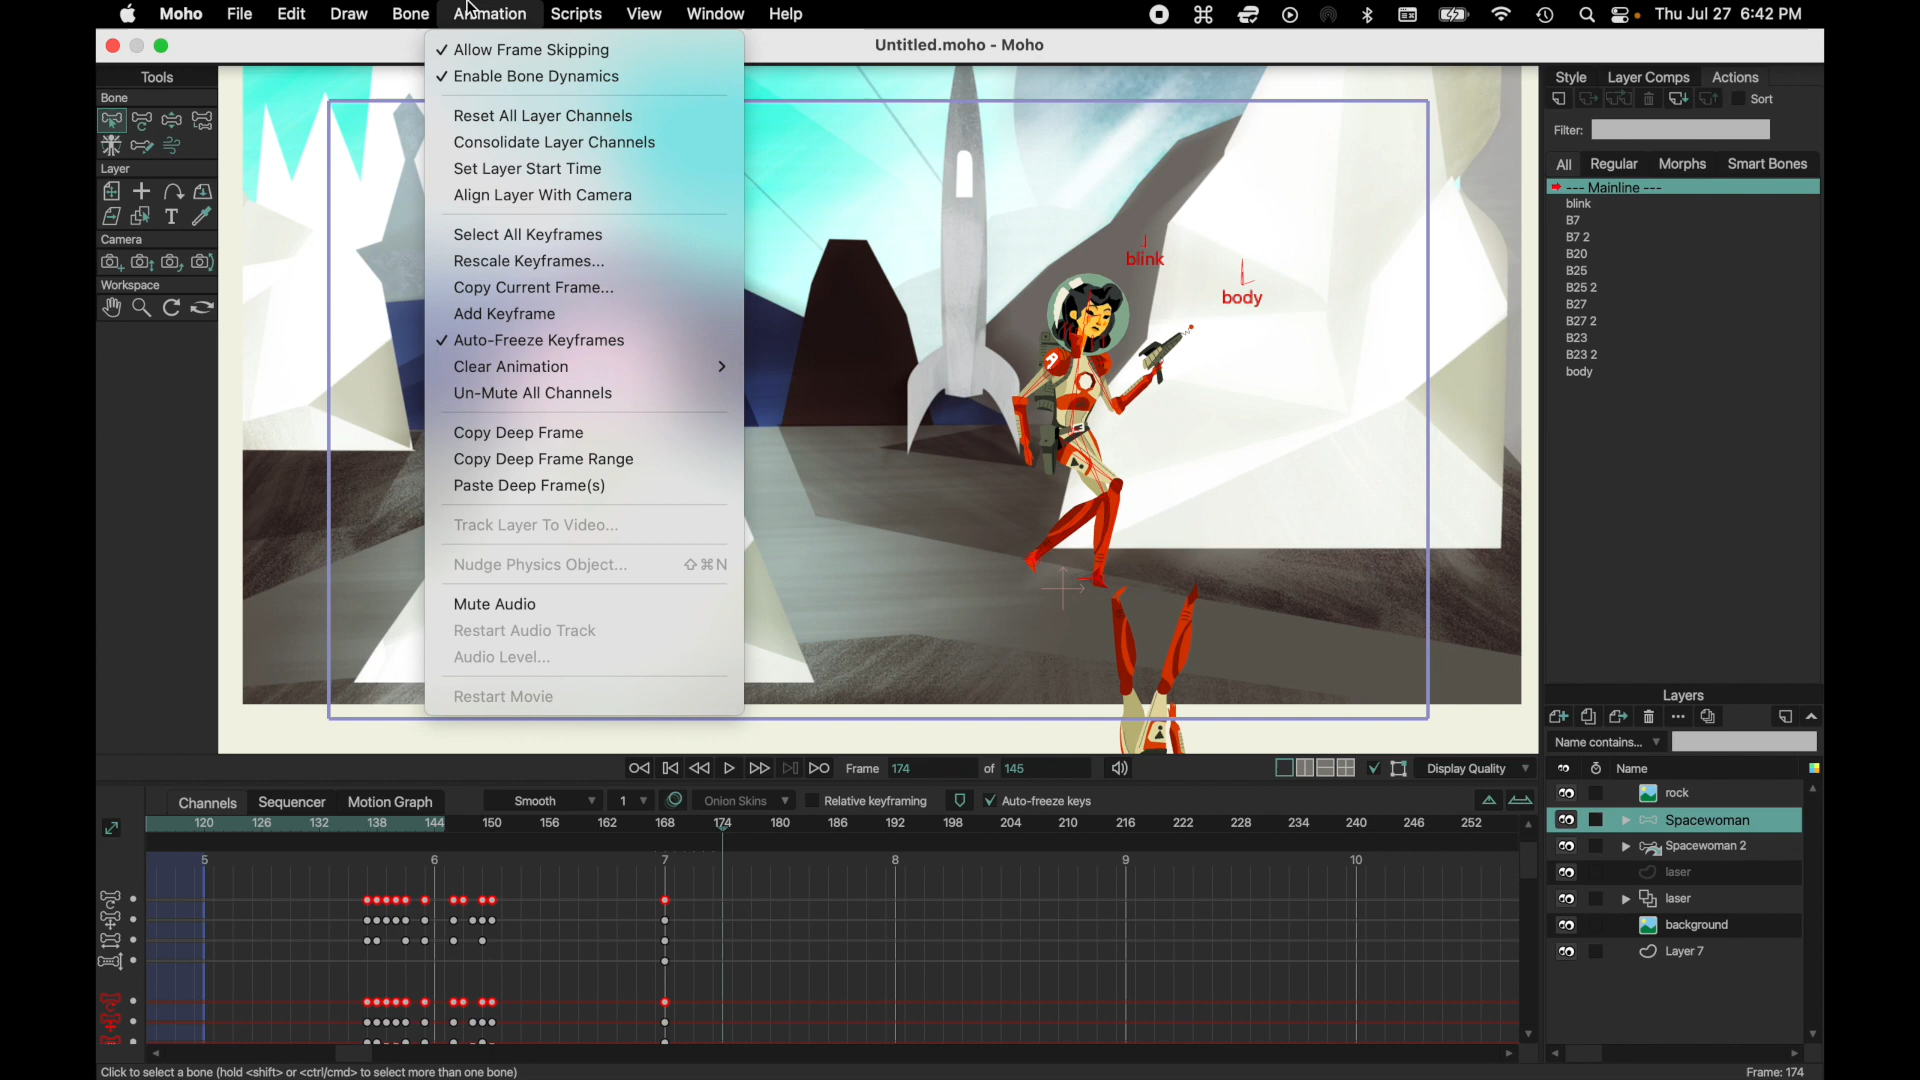 Moho File Edit Draw Bone Animation Scripts View Window Help Thu Jul 27 6:42 PM
Untitled.moho - Moho
Tools
Bone
Layer
T
Camera
Workspace
Allow Frame Skipping
Enable Bone Dynamics
Reset All Layer Channels
Consolidate Layer Channels
Set Layer Start Time
Align Layer With Camera
Select All Keyframes
Rescale Keyframes...
Copy Current Frame...
Add Keyframe
Auto-Freeze Keyframes
Clear Animation
Un-Mute All Channels
Copy Deep Frame
Copy Deep Frame Range
Paste Deep Frame(s)
Track Layer To Video...
Nudge Physics Object... ⇧⌘N
Mute Audio
Restart Audio Track
Audio Level...
Restart Movie
blink
body
Style Layer Comps Actions
Sort
Filter:
All Regular Morphs Smart Bones
--- Mainline ---
blink
B7
B7 2
B20
B25
B25 2
B27
B27 2
B23
B23 2
body
Layers
Name contains...
Name
rock
Spacewoman
Spacewoman 2
laser
laser
background
Layer 7
Frame 174 of 145 Display Quality
Channels Sequencer Motion Graph Smooth 1 Onion Skins Relative keyframing Auto-freeze keys
120 126 132 138 144 150 156 162 168 174 180 186 192 198 204 210 216 222 228 234 240 246 252
5 6 7 8 9 10
Click to select a bone (hold <shift> or <ctrl/cmd> to select more than one bone) Frame: 174